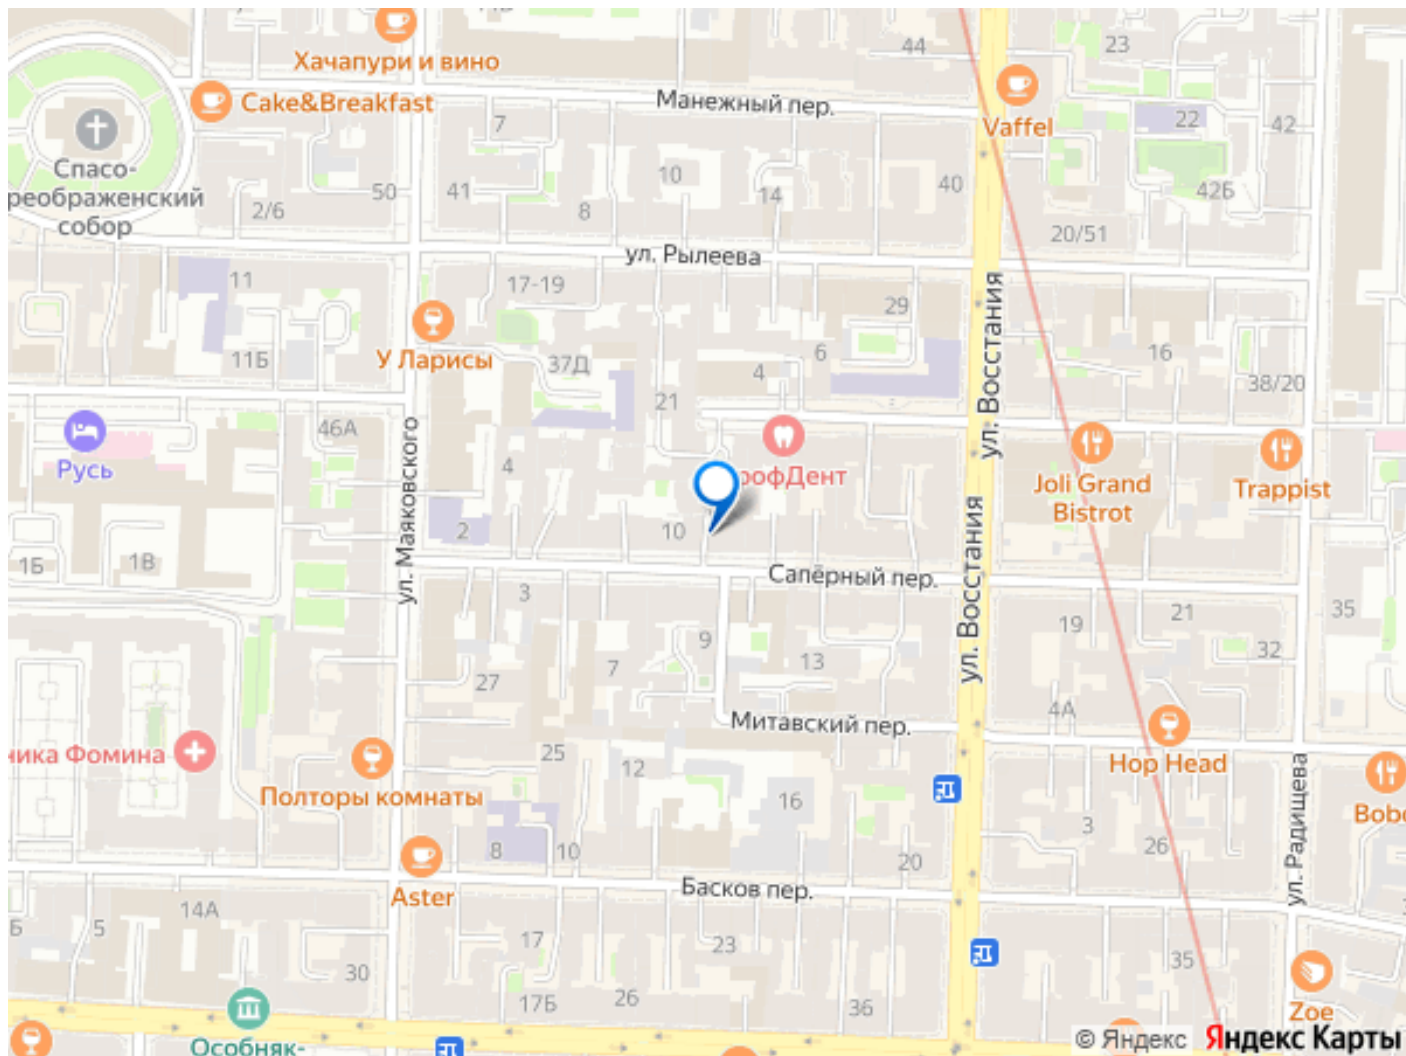 44
23
Хачапури и вино
Cake&Breakfast
Манежный пер.
Vaffel
7
22
42
Спасо-
реображенский
собор
50
41
10
14
40
42Б
2/6
8
20/51
ул. Рылеева
11
17-19
29
ул. Восстания
У Ларисы
11Б
37Д
4
6
16
38/20
21
46А
Русь
ул. Маяковского
4
рофДент
Joli Grand
Bistrot
Trappist
2
10
1Б
1В
Сапёрный пер.
ул. Восстания
3
9
7
13
19
21
32
35
27
4А
Митавский пер.
ника Фомина
25
12
Hop Head
Полторы комнаты
16
ул. Радищева
Bobo
3
26
8
10
20
Aster
Басков пер.
14А
5
Б
17
23
30
17Б
26
36
35
Zoe
Особняк-
© Яндекс Яндекс Карты